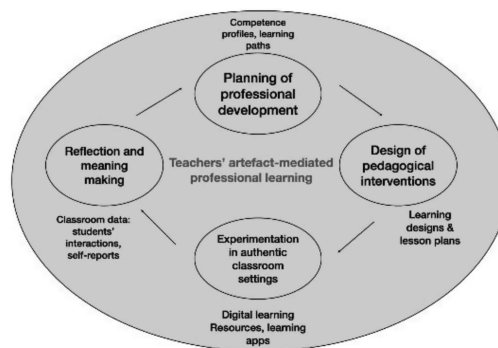 Competence
profiles, learning
paths
Planning of
professional
development
Reflection and
meaning
making
Teachers' artefact-mediated
professional learning
Design of
pedagogical
interventions
Classroom data:
students'
interactions,
self-reports
Learning
designs &
lesson plans
Experimentation
in authentic
classroom
settings
Digital learning
Resources, learning
apps